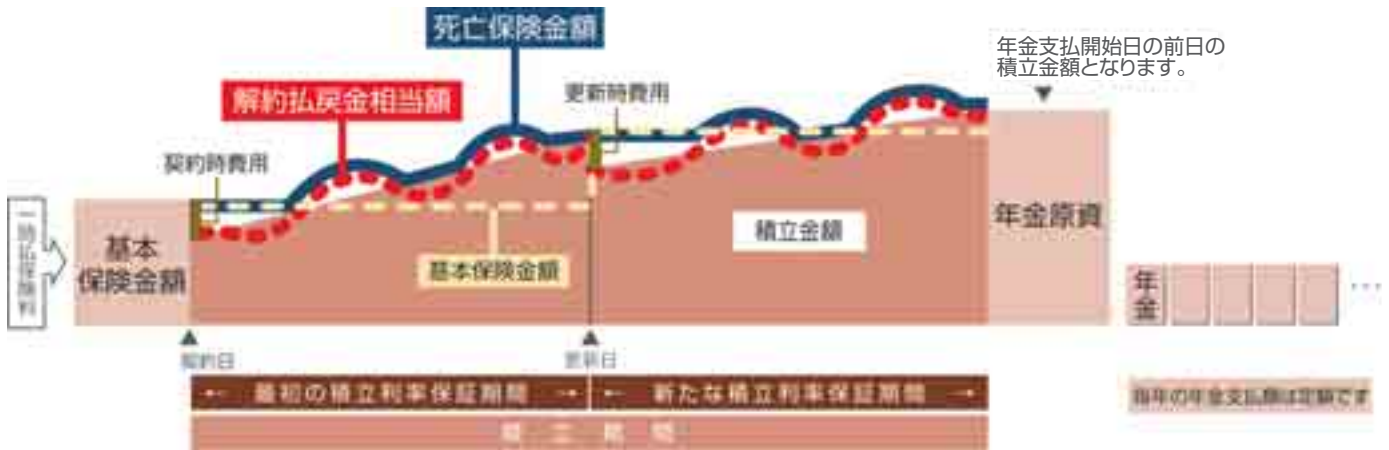 死亡保険金額
年金支払開始日の前日の
積立金額となります。
解約払戻金相当額
更新時費用
契約時費用
一時払保険料
基本
保険金額
基本保険金額
積立金額
年金原資
年金
…
契約日
更新日
← 最初の積立利率保証期間 →
← 新たな積立利率保証期間 →
毎年の年金支払額は定額です